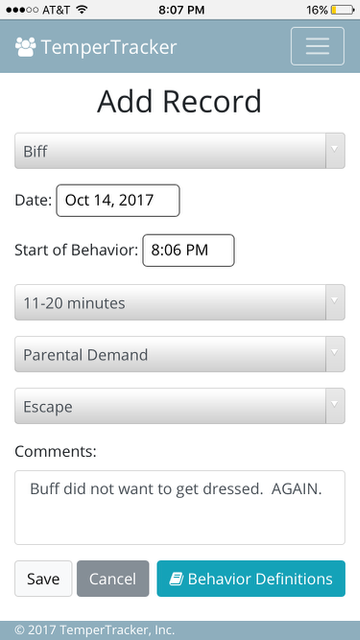 AT&T 8:07 PM 16%
TemperTracker
Add Record
Biff
Date: Oct 14, 2017
Start of Behavior: 8:06 PM
11-20 minutes
Parental Demand
Escape
Comments:
Buff did not want to get dressed.  AGAIN.
Save Cancel Behavior Definitions
© 2017 TemperTracker, Inc.